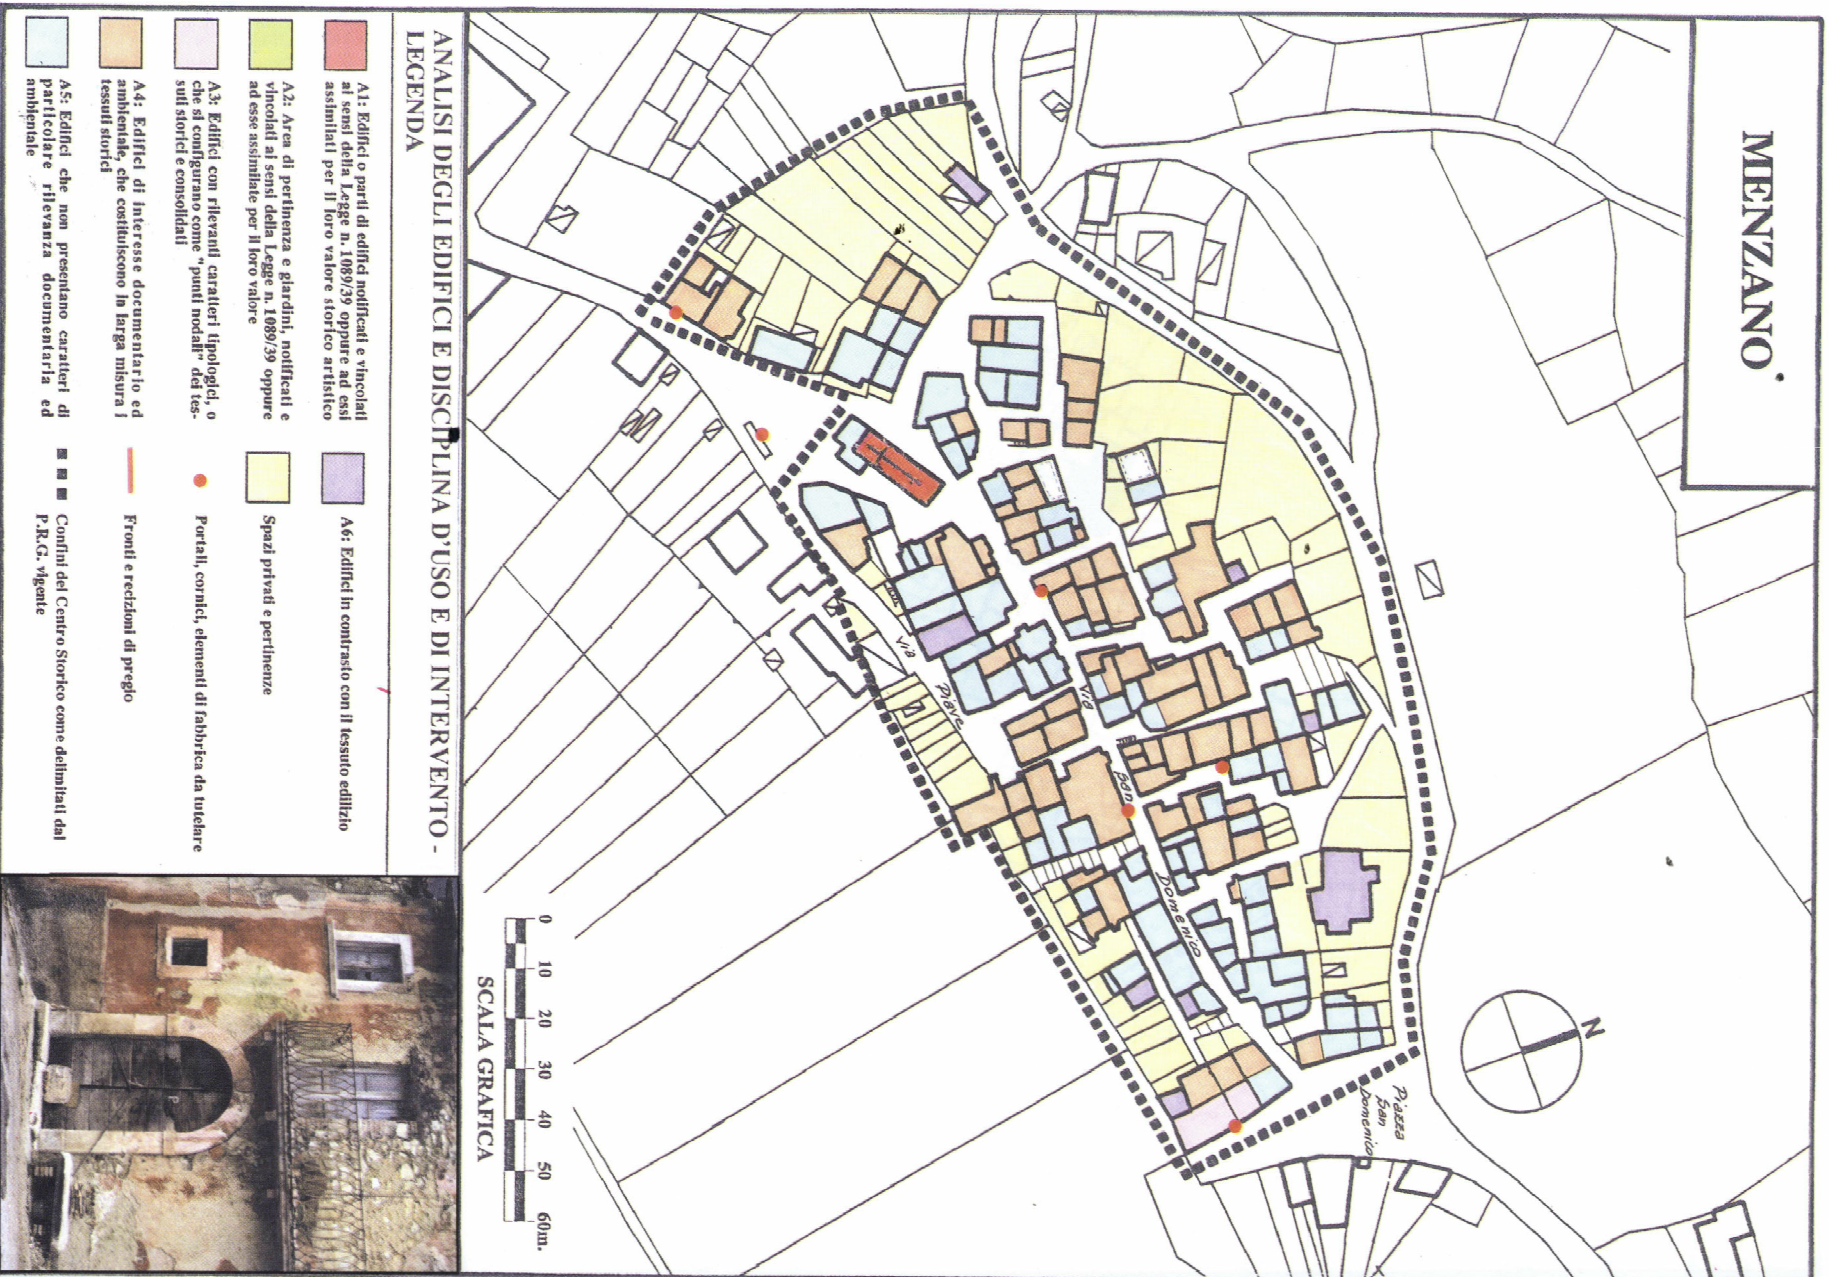 MENZANO
N
Piazza
San
Domenico
Via
Piave
Via
San
Domenico
0 10 20 30 40 50 60m.
SCALA GRAFICA
ANALISI DEGLI EDIFICI E DISCIPLINA D'USO E DI INTERVENTO -
LEGENDA
A1: Edifici o parti di edifici notificati e vincolati
ai sensi della Legge n. 1089/39 oppure ad essi
assimilati per il loro valore storico artistico
A2: Area di pertinenza e giardini, notificati e
vincolati ai sensi della Legge n. 1089/39 oppure
ad esse assimilate per il loro valore
A3: Edifici con rilevanti caratteri tipologici, o
che si configurano come "punti nodali" dei tes-
suti storici e consolidati
A4: Edifici di interesse documentario ed
ambientale, che costituiscono in larga misura i
tessuti storici
A5: Edifici che non presentano caratteri di
particolare rilevanza documentaria ed
ambientale
A6: Edifici in contrasto con il tessuto edilizio
Spazi privati e pertinenze
Portali, cornici, elementi di fabbrica da tutelare
Fronti e recizioni di pregio
Confini del Centro Storico come delimitati dal
P.R.G. vigente